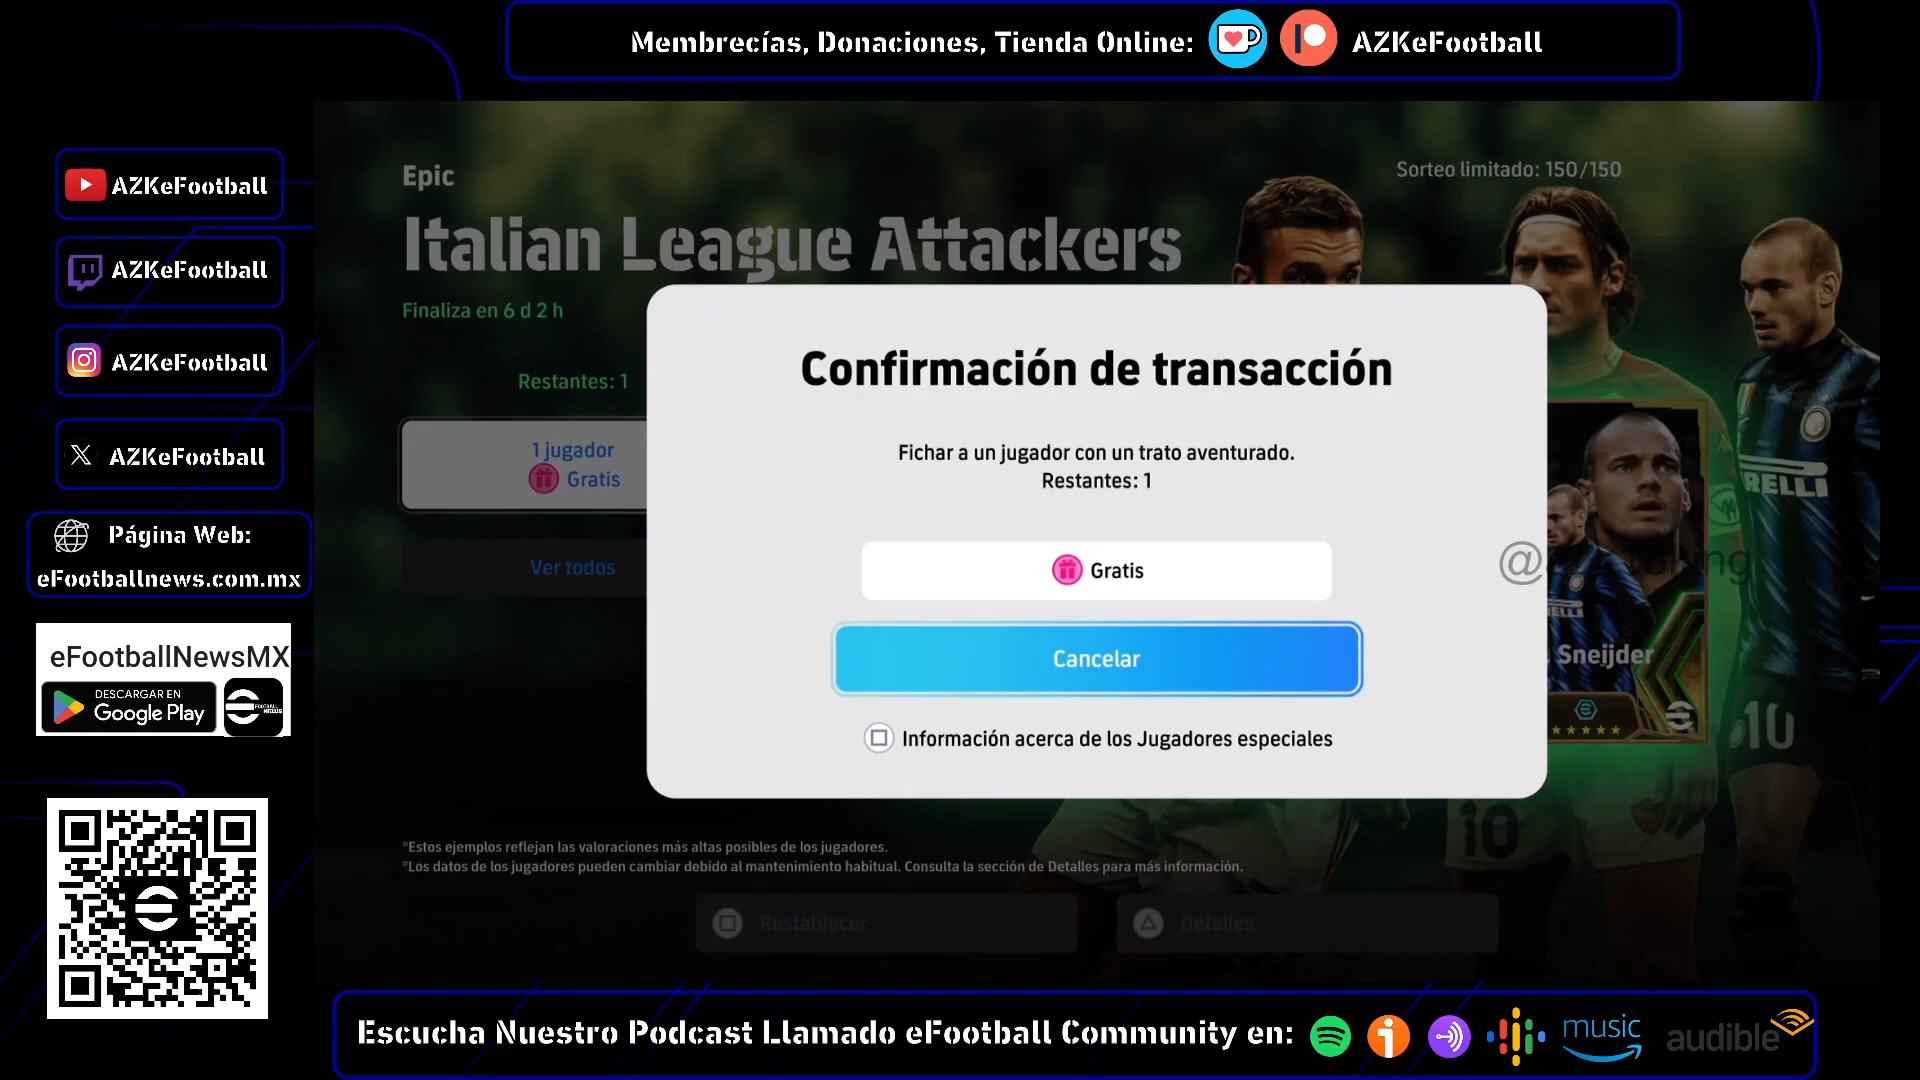 Membrecías, Donaciones, Tienda Online: AZKeFootball
AZKeFootball
AZKeFootball
AZKeFootball
AZKeFootball
Página Web:
eFootballnews.com.mx
eFootballNewsMX
DESCARGAR EN
Google Play
Epic
Sorteo limitado: 150/150
Italian League Attackers
Finaliza en 6 d 2 h
Restantes: 1
1 jugador
Gratis
Ver todos
Confirmación de transacción
Fichar a un jugador con un trato aventurado.
Restantes: 1
Gratis
Cancelar
Información acerca de los Jugadores especiales
Sneijder
10
10
*Estos ejemplos reflejan las valoraciones más altas posibles de los jugadores.
*Los datos de los jugadores pueden cambiar debido al mantenimiento habitual. Consulta la sección de Detalles para más información.
Restablecer
Detalles
Escucha Nuestro Podcast Llamado eFootball Community en:
music
audible